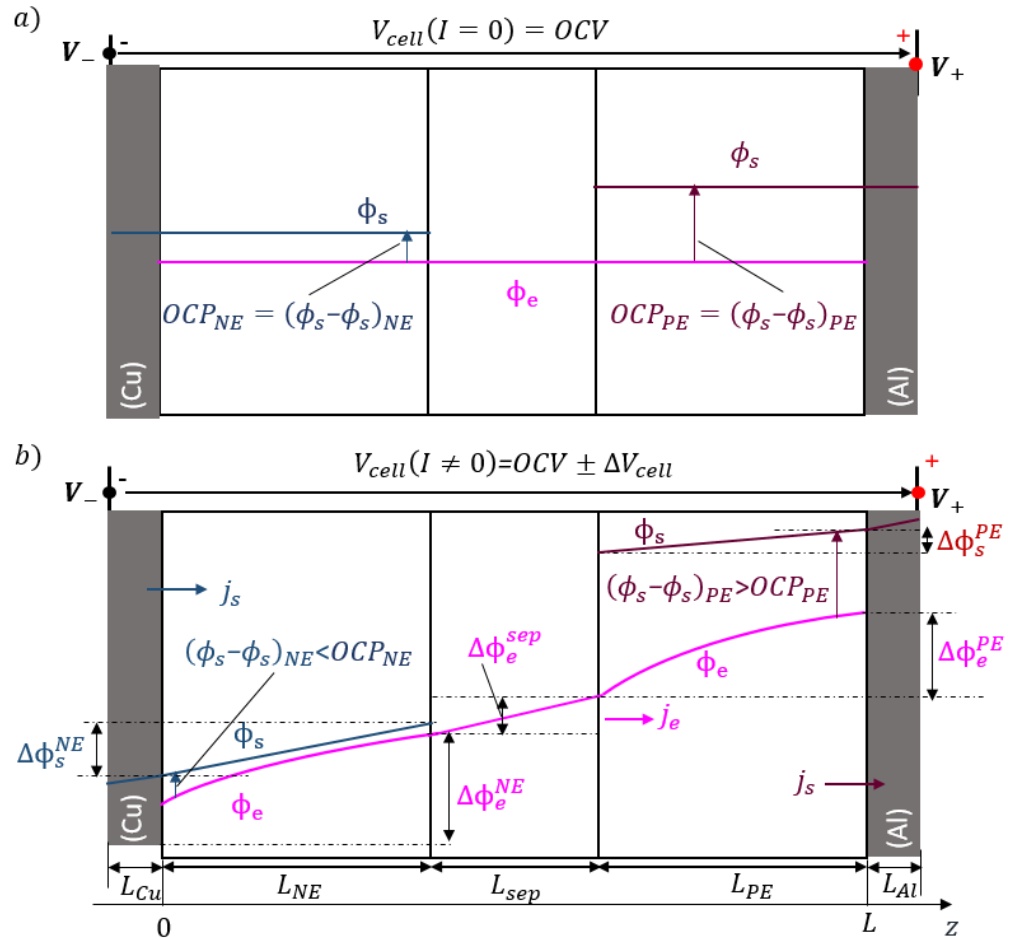 a)
V_cell(I = 0) = OCV
V_− - + V_+
ϕ_s
ϕ_s
OCP_NE = (ϕ_s−ϕ_s)_NE
ϕ_e
OCP_PE = (ϕ_s−ϕ_s)_PE
(Cu)
(Al)
b)
V_cell(I ≠ 0)=OCV ± ΔV_cell
V_− - + V_+
ϕ_s
Δϕ_s^PE
j_s
(ϕ_s−ϕ_s)_PE>OCP_PE
(ϕ_s−ϕ_s)_NE<OCP_NE
Δϕ_e^sep
ϕ_e
Δϕ_e^PE
j_e
Δϕ_s^NE
ϕ_s
ϕ_e
Δϕ_e^NE
j_s
(Cu)
(Al)
L_Cu L_NE L_sep L_PE L_Al
0 L z